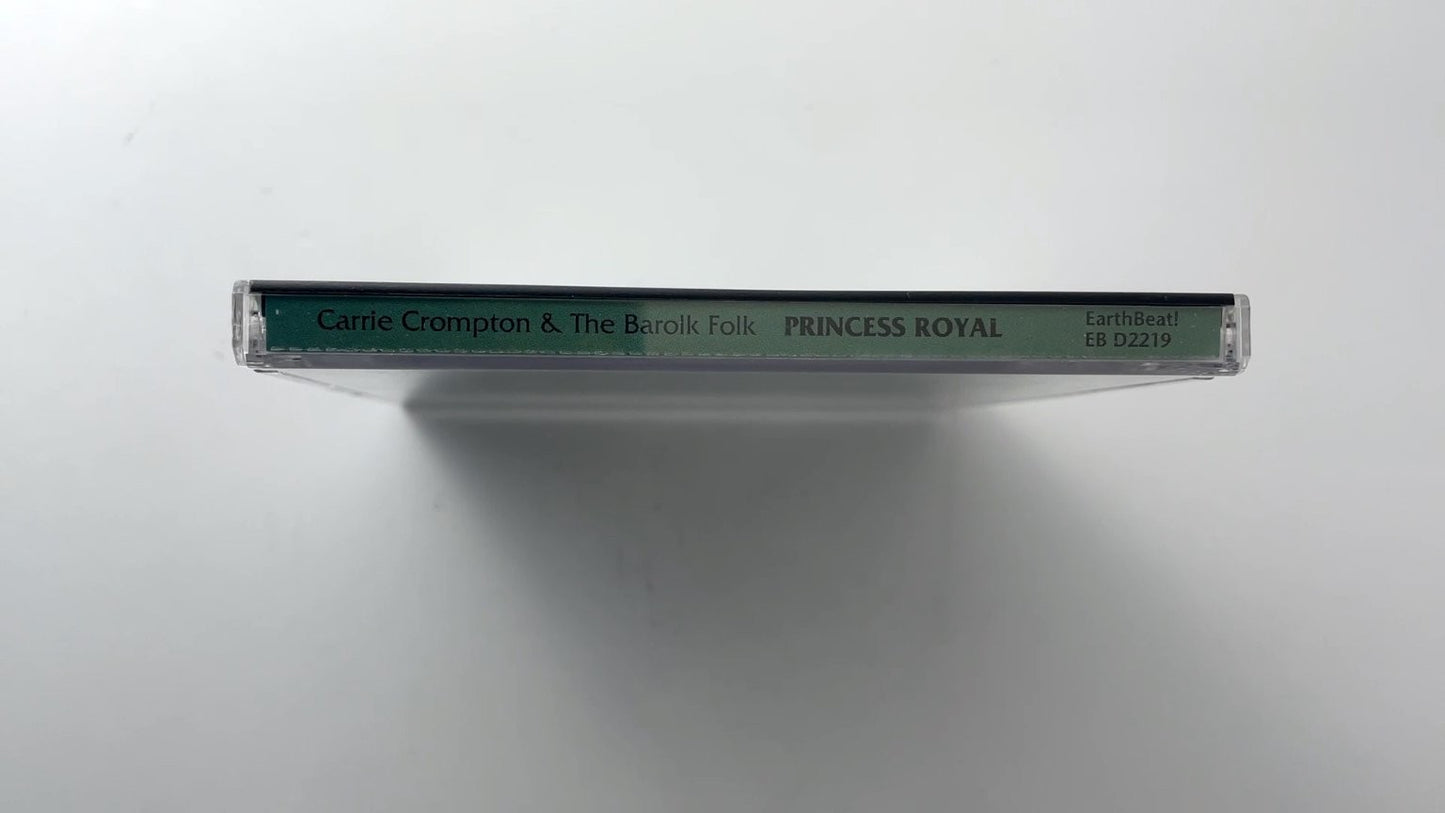 Carrie Crompton & The Barolk Folk PRINCESS ROYAL
EarthBeat!
EB D2219